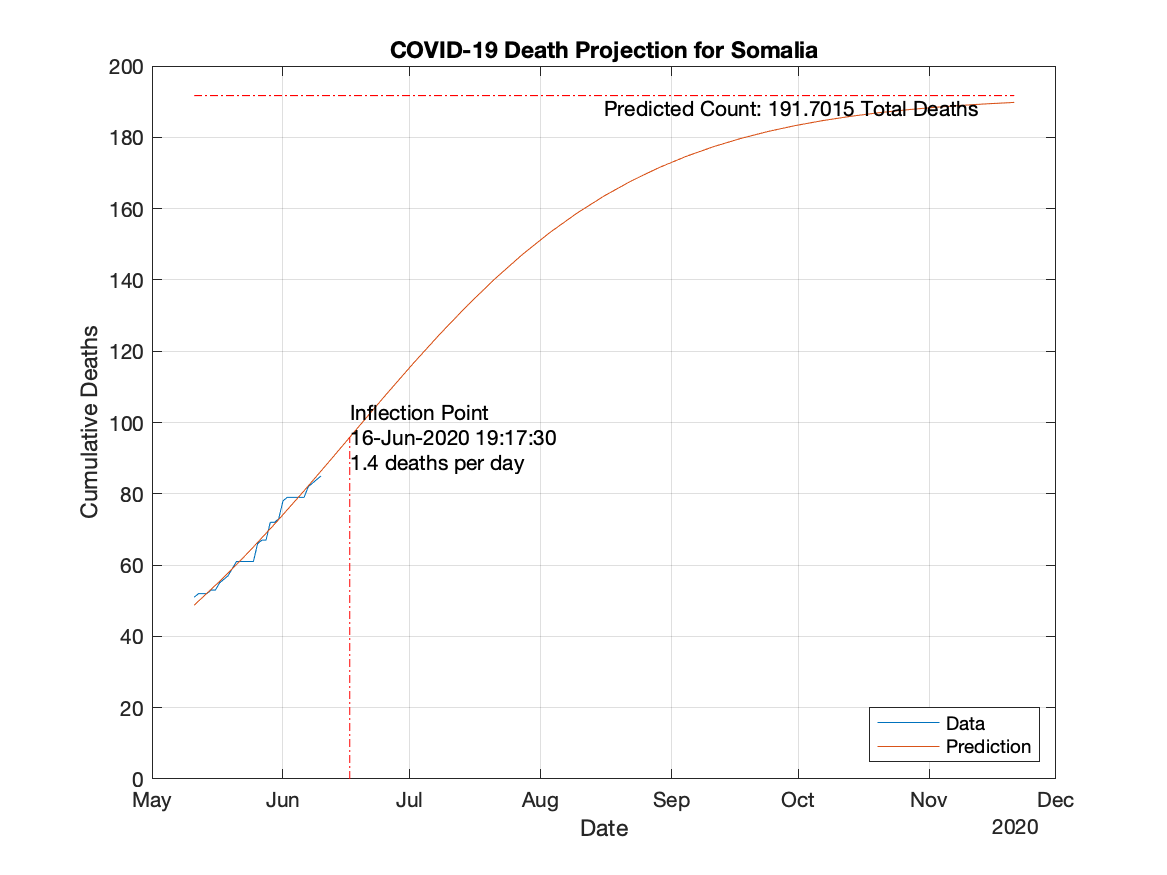 COVID-19 Death Projection for Somalia
200
180
160
140
120
100
80
60
40
20
0
Cumulative Deaths
Predicted Count: 191.7015 Total Deaths
Inflection Point
16-Jun-2020 19:17:30
1.4 deaths per day
Data
Prediction
May Jun Jul Aug Sep Oct Nov Dec
Date
2020